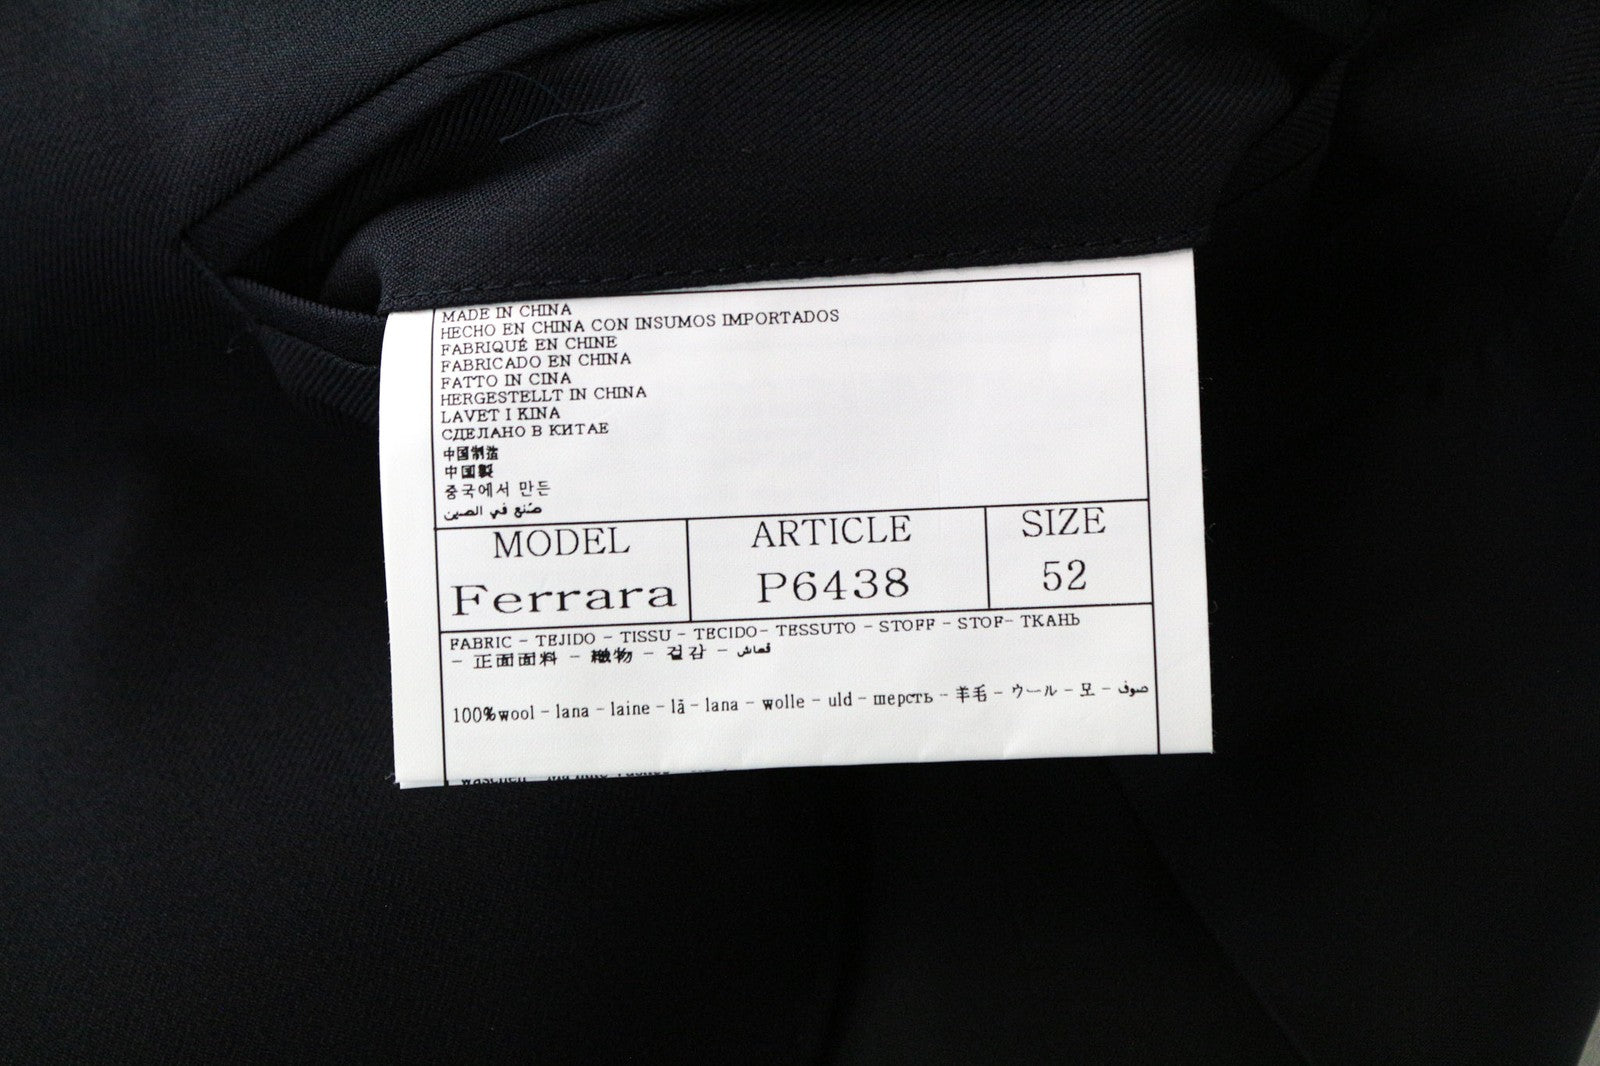 MADE IN CHINA
HECHO EN CHINA CON INSUMOS IMPORTADOS
FABRIQUÉ EN CHINE
FABRICADO EN CHINA
FATTO IN CINA
HERGESTELLT IN CHINA
LAVET I KINA
СДЕЛАНО В КИТАЕ
中国制造
中国製
중국에서 만든
صنع في الصين
MODEL ARTICLE SIZE
Ferrara P6438 52
FABRIC - TEJIDO - TISSU - TECIDO- TESSUTO - STOFF - STOF- ТКАНЬ
- 正面面料 - 織物 - 겉감 - قماش
100%wool - lana - laine - lã - lana - wolle - uld - шерсть - 羊毛 - ウール - 모 - صوف
waschen